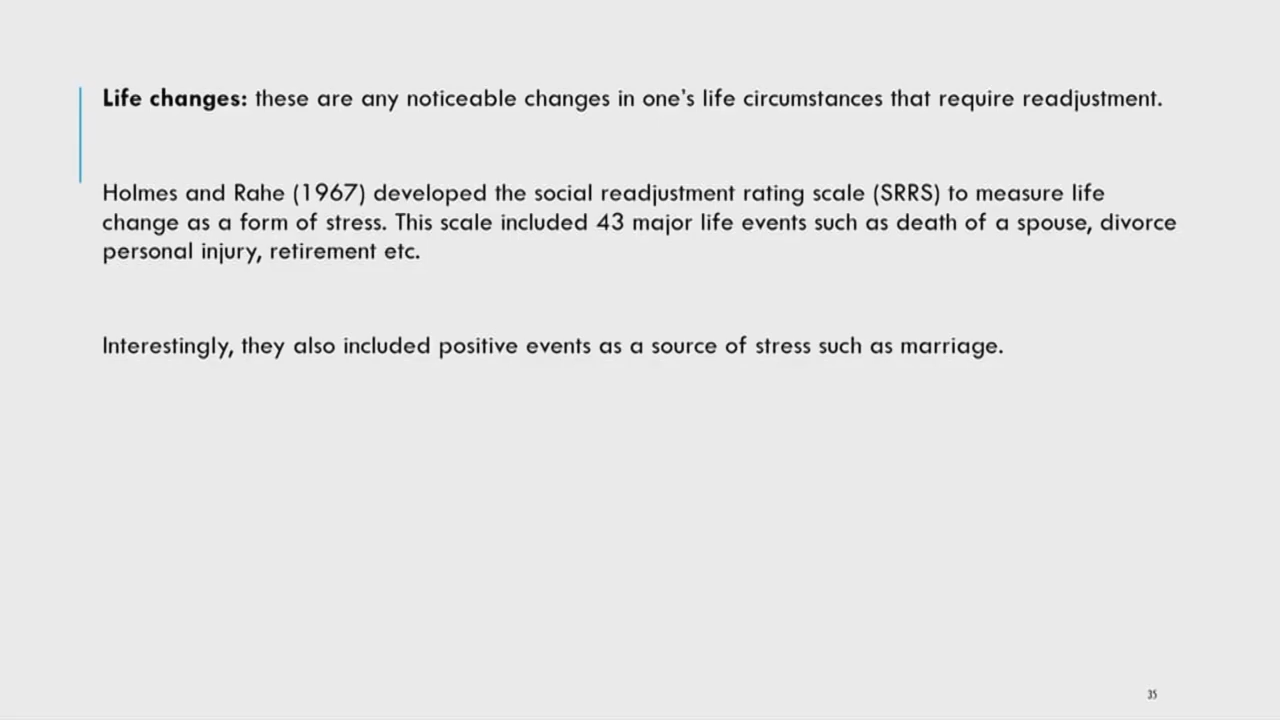 Life changes: these are any noticeable changes in one's life circumstances that require readjustment.
Holmes and Rahe (1967) developed the social readjustment rating scale (SRRS) to measure life
change as a form of stress. This scale included 43 major life events such as death of a spouse, divorce
personal injury, retirement etc.
Interestingly, they also included positive events as a source of stress such as marriage.
35